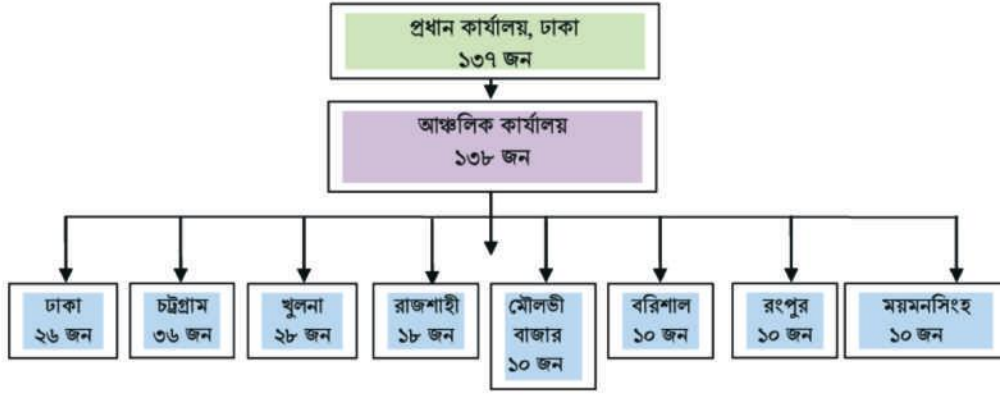 প্রধান কার্যালয়, ঢাকা
১৩৭ জন
আঞ্চলিক কার্যালয়
১৩৮ জন
ঢাকা
২৬ জন
চট্টগ্রাম
৩৬ জন
খুলনা
২৮ জন
রাজশাহী
১৮ জন
মৌলভী
বাজার
১০ জন
বরিশাল
১০ জন
রংপুর
১০ জন
ময়মনসিংহ
১০ জন